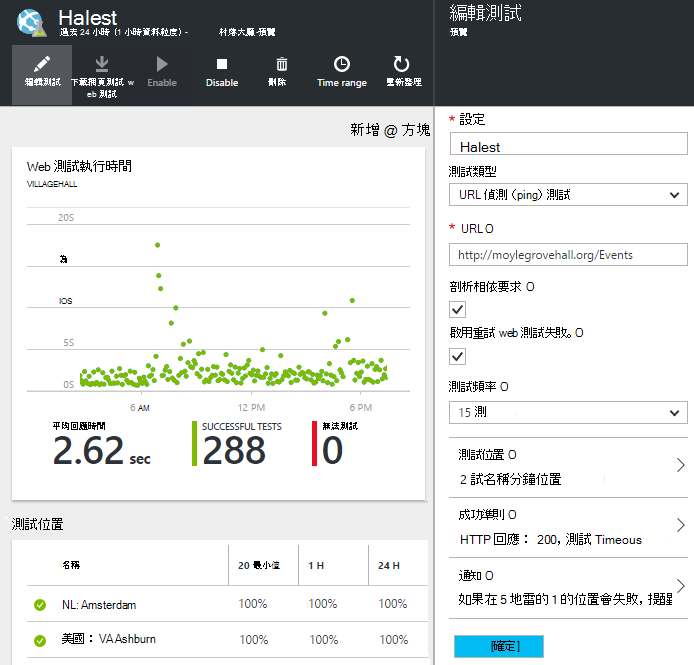 Halest
過去 24 小時 (1 小時資料粒度) -
村落大廳-預覽
編輯測試
下載網頁測試 w
eb 測試
Enable
Disable
刪除
Time range
重新整理
新增 @ 方塊
Web 測試執行時間
VILLAGEHALL
20S
為
IOS
5S
0S
6 AM
12 PM
6 PM
平均回應時間
2.62 sec
SUCCESSFUL TESTS
288
無法測試
0
測試位置
名稱
20 最小值
1 H
24 H
NL: Amsterdam
100%
100%
100%
美國： VA Ashburn
100%
100%
100%
編輯測試
預覽
* 設定
Halest
測試類型
URL 偵測 (ping) 測試
* URL O
http://moylegrovehall.org/Events
剖析相依要求 O
啟用重試 web 測試失敗。O
測試頻率 O
15 測
測試位置 O
2 試名稱分鐘位置
成功準則 O
HTTP 回應： 200，測試 Timeous
通知 O
如果在 5 地雷的 1 的位置會失敗，提醒
[確定]